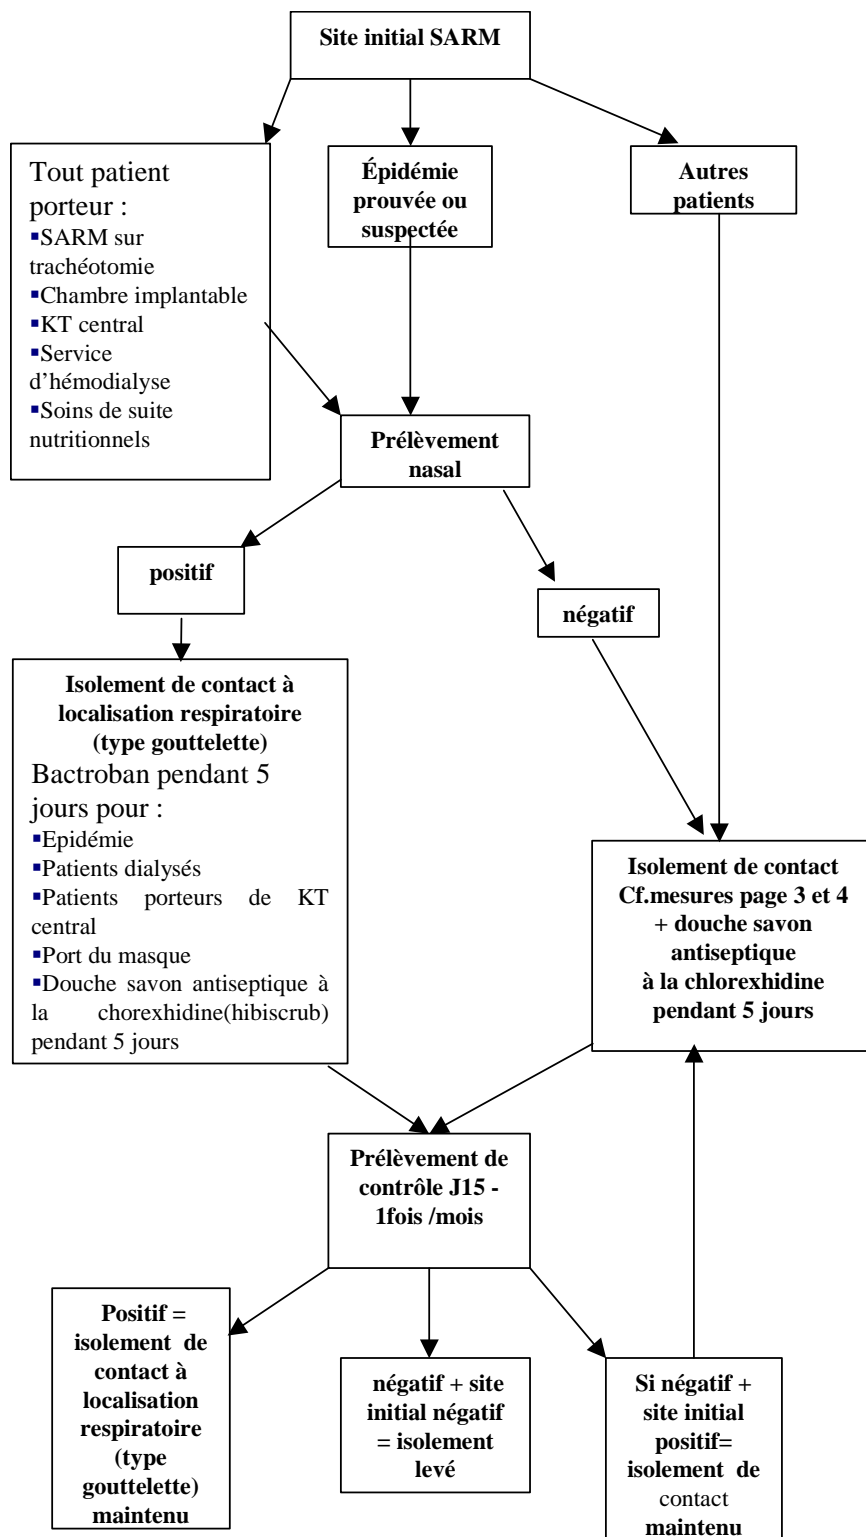 Site initial SARM
Tout patient
porteur :
▪SARM sur
trachéotomie
▪Chambre implantable
▪KT central
▪Service
d’hémodialyse
▪Soins de suite
nutritionnels
Épidémie
prouvée ou
suspectée
Autres
patients
Prélèvement
nasal
positif
négatif
Isolement de contact à
localisation respiratoire
(type gouttelette)
Bactroban pendant 5
jours pour :
▪Epidémie
▪Patients dialysés
▪Patients porteurs de KT
central
▪Port du masque
▪Douche savon antiseptique à
la chorexhidine(hibiscrub)
pendant 5 jours
Isolement de contact
Cf.mesures page 3 et 4
+ douche savon
antiseptique
à la chlorexhidine
pendant 5 jours
Prélèvement de
contrôle J15 -
1fois /mois
Positif =
isolement de
contact à
localisation
respiratoire
(type
gouttelette)
maintenu
négatif + site
initial négatif
= isolement
levé
Si négatif +
site initial
positif=
isolement de
contact
maintenu